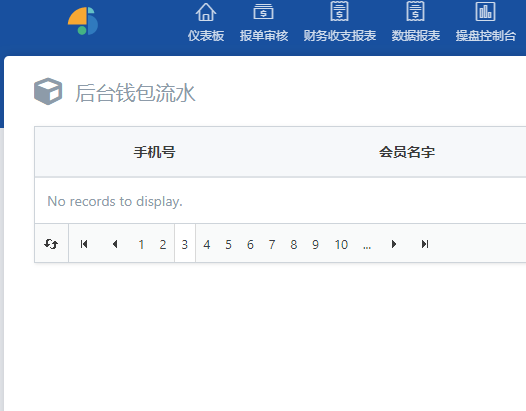 仪表板 报单审核 财务收支报表 数据报表 操盘控制台
后台钱包流水
手机号 会员名字
No records to display.
1 2 3 4 5 6 7 8 9 10 ...